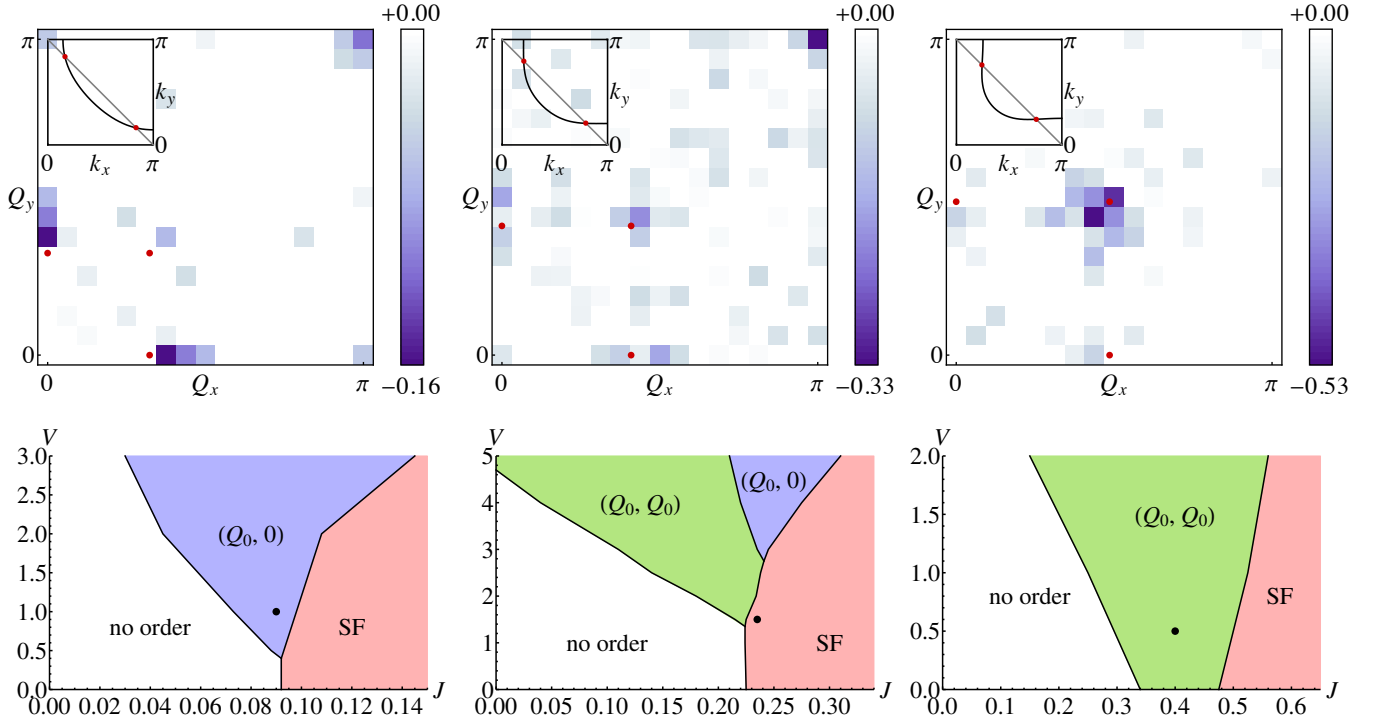 +0.00
+0.00
+0.00
π
π
k_y
0
0
k_x
π
Q_y
0
0
Q_x
π
−0.16
π
π
k_y
0
0
k_x
π
Q_y
0
0
Q_x
π
−0.33
π
π
k_y
0
0
k_x
π
Q_y
0
0
Q_x
π
−0.53
V
3.0
2.5
2.0
1.5
1.0
0.5
0.0
(Q_0, 0)
no order
SF
0.00 0.02 0.04 0.06 0.08 0.10 0.12 0.14 J
V
5
4
3
2
1
0
(Q_0, Q_0)
(Q_0, 0)
no order
SF
0.00 0.05 0.10 0.15 0.20 0.25 0.30 J
V
2.0
1.5
1.0
0.5
0.0
(Q_0, Q_0)
no order
SF
0.0 0.1 0.2 0.3 0.4 0.5 0.6 J